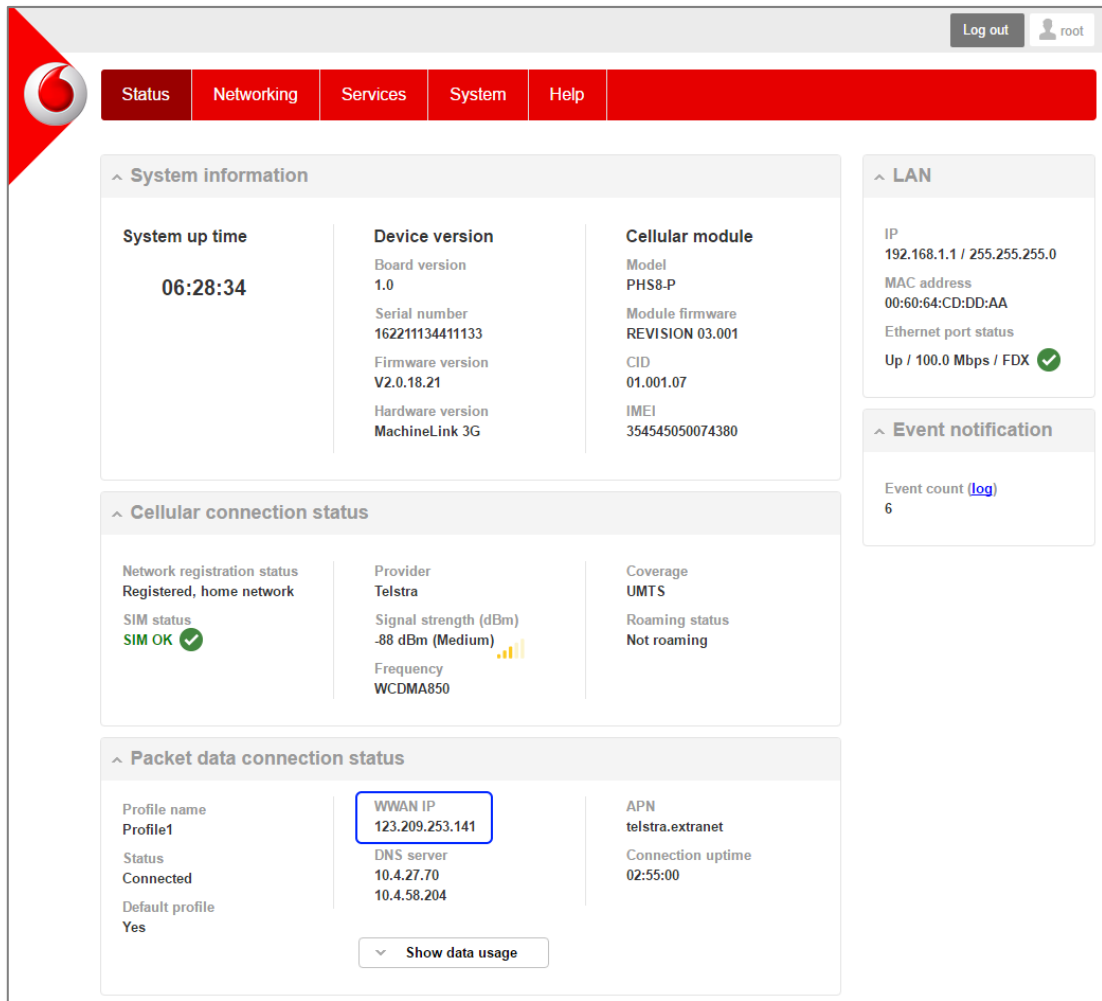 Log out
root
Status
Networking
Services
System
Help
System information
System up time
06:28:34
Device version
Board version
1.0
Serial number
162211134411133
Firmware version
V2.0.18.21
Hardware version
MachineLink 3G
Cellular module
Model
PHS8-P
Module firmware
REVISION 03.001
CID
01.001.07
IMEI
354545050074380
LAN
IP
192.168.1.1 / 255.255.255.0
MAC address
00:60:64:CD:DD:AA
Ethernet port status
Up / 100.0 Mbps / FDX
Event notification
Event count (log)
6
Cellular connection status
Network registration status
Registered, home network
SIM status
SIM OK
Provider
Telstra
Signal strength (dBm)
-88 dBm (Medium)
Frequency
WCDMA850
Coverage
UMTS
Roaming status
Not roaming
Packet data connection status
Profile name
Profile1
Status
Connected
Default profile
Yes
WWAN IP
123.209.253.141
DNS server
10.4.27.70
10.4.58.204
APN
telstra.extranet
Connection uptime
02:55:00
Show data usage